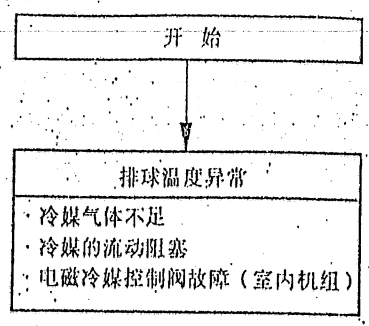 开始
排球温度异常
· 冷媒气体不足
· 冷媒的流动阻塞
· 电磁冷媒控制阀故障（室内机组）